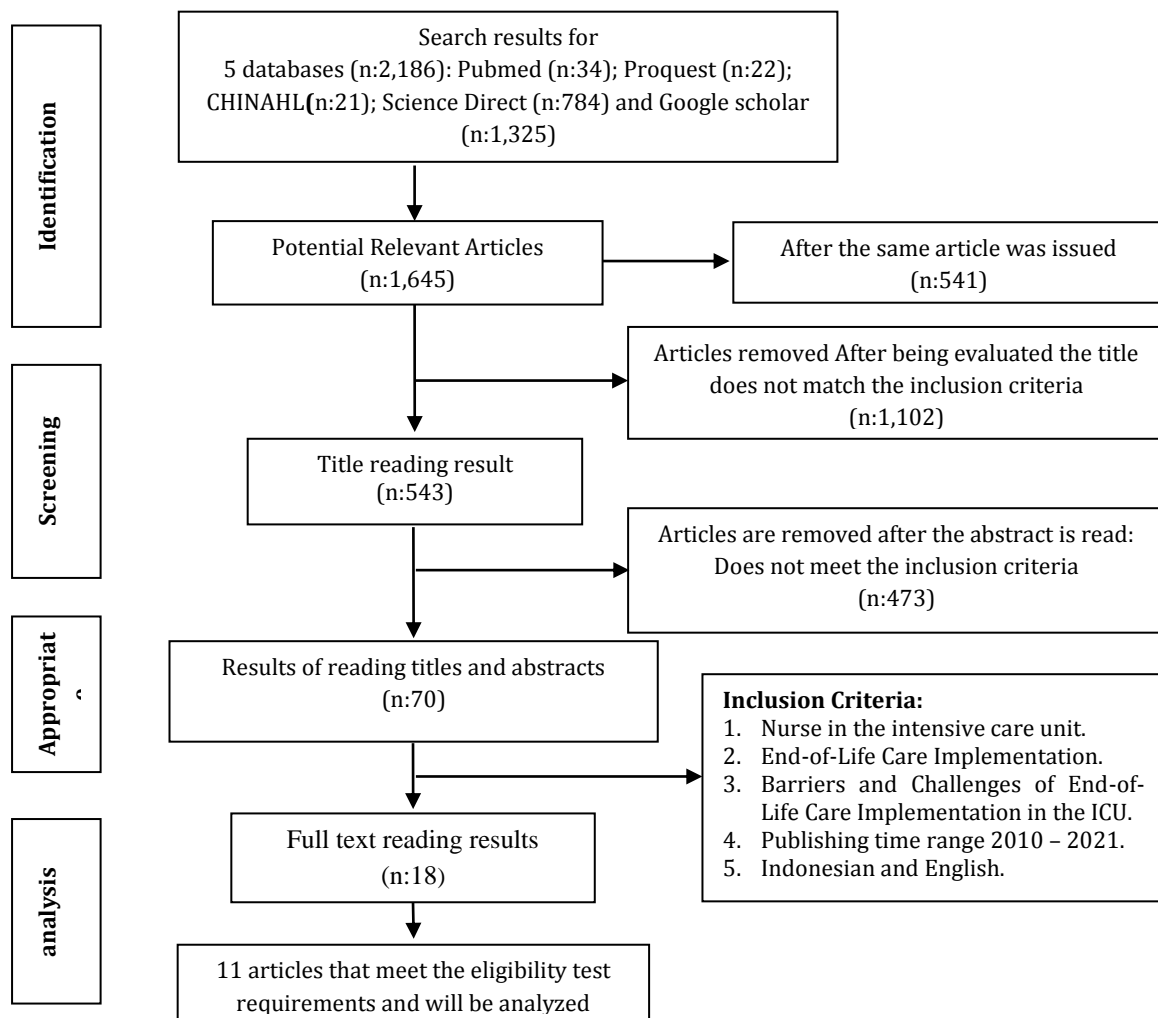 Identification
Search results for
5 databases (n:2,186): Pubmed (n:34); Proquest (n:22);
CHINAHL(n:21); Science Direct (n:784) and Google scholar
(n:1,325)
Potential Relevant Articles
(n:1,645)
After the same article was issued
(n:541)
Screening
Articles removed After being evaluated the title
does not match the inclusion criteria
(n:1,102)
Title reading result
(n:543)
Articles are removed after the abstract is read:
Does not meet the inclusion criteria
(n:473)
Appropriat
Results of reading titles and abstracts
(n:70)
Inclusion Criteria:
1. Nurse in the intensive care unit.
2. End-of-Life Care Implementation.
3. Barriers and Challenges of End-of-
Life Care Implementation in the ICU.
4. Publishing time range 2010 – 2021.
5. Indonesian and English.
analysis
Full text reading results
(n:18)
11 articles that meet the eligibility test
requirements and will be analyzed